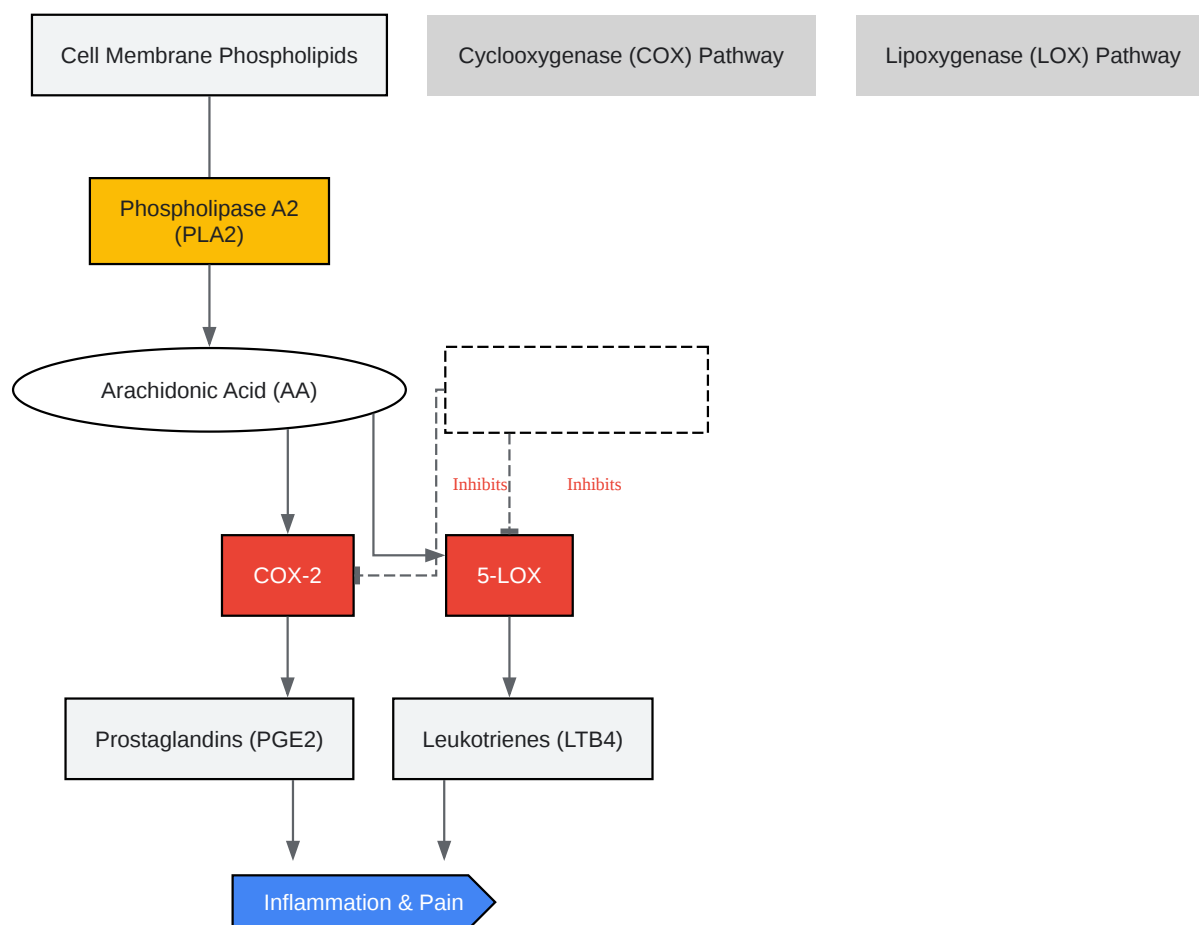 Cell Membrane Phospholipids
Cyclooxygenase (COX) Pathway
Lipoxygenase (LOX) Pathway
Phospholipase A2
(PLA2)
Arachidonic Acid (AA)
Inhibits
Inhibits
COX-2
5-LOX
Prostaglandins (PGE2)
Leukotrienes (LTB4)
Inflammation & Pain